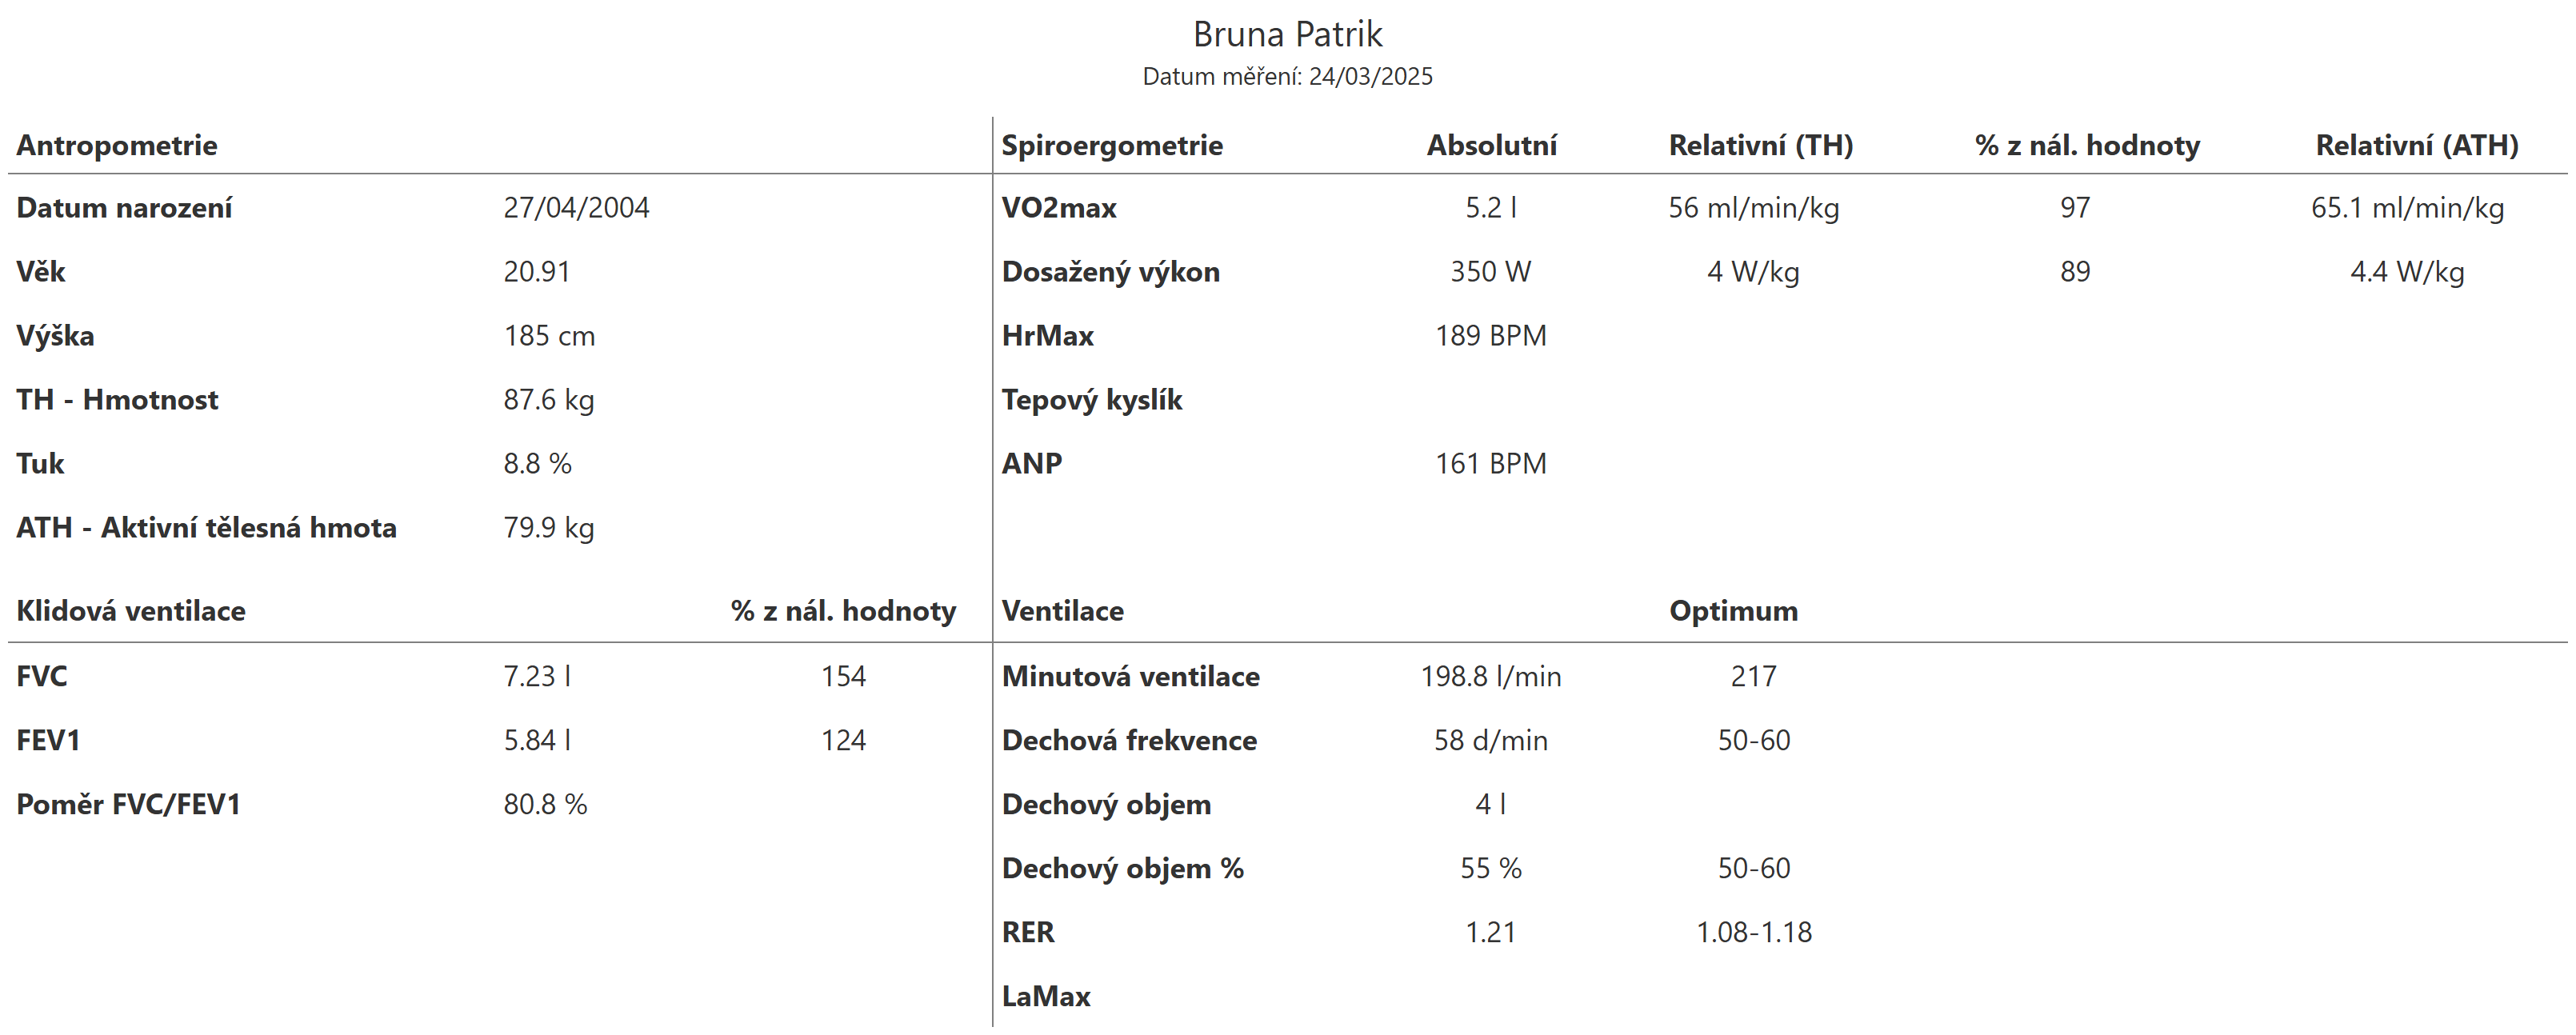 Bruna Patrik
Datum měření: 24/03/2025
Antropometrie
Datum narození 27/04/2004
Věk 20.91
Výška 185 cm
TH - Hmotnost 87.6 kg
Tuk 8.8 %
ATH - Aktivní tělesná hmota 79.9 kg
Spiroergometrie Absolutní Relativní (TH) % z nál. hodnoty Relativní (ATH)
VO2max 5.2 l 56 ml/min/kg 97 65.1 ml/min/kg
Dosažený výkon 350 W 4 W/kg 89 4.4 W/kg
HrMax 189 BPM
Tepový kyslík
ANP 161 BPM
Klidová ventilace % z nál. hodnoty
FVC 7.23 l 154
FEV1 5.84 l 124
Poměr FVC/FEV1 80.8 %
Ventilace Optimum
Minutová ventilace 198.8 l/min 217
Dechová frekvence 58 d/min 50-60
Dechový objem 4 l
Dechový objem % 55 % 50-60
RER 1.21 1.08-1.18
LaMax